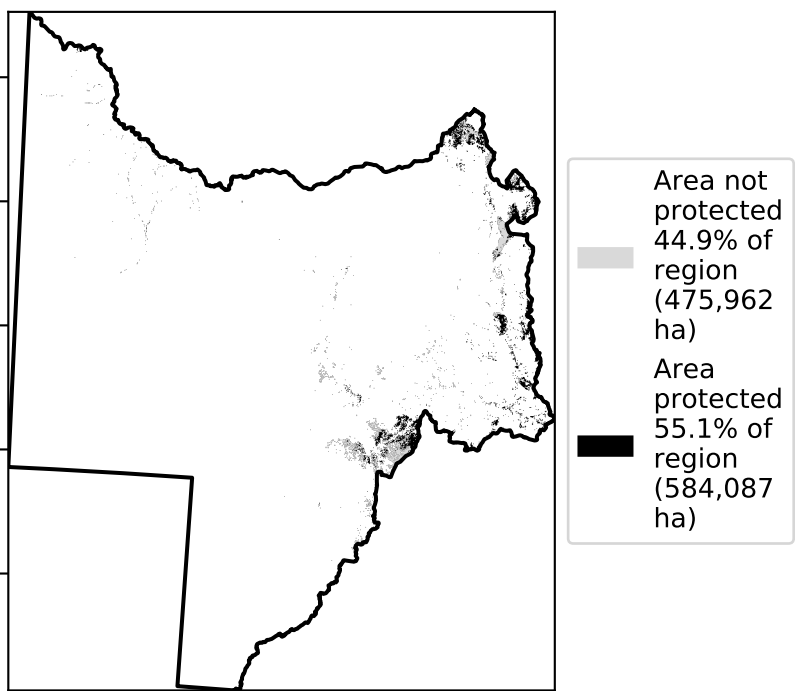 Area not
protected
44.9% of
region
(475,962
ha)
Area
protected
55.1% of
region
(584,087
ha)